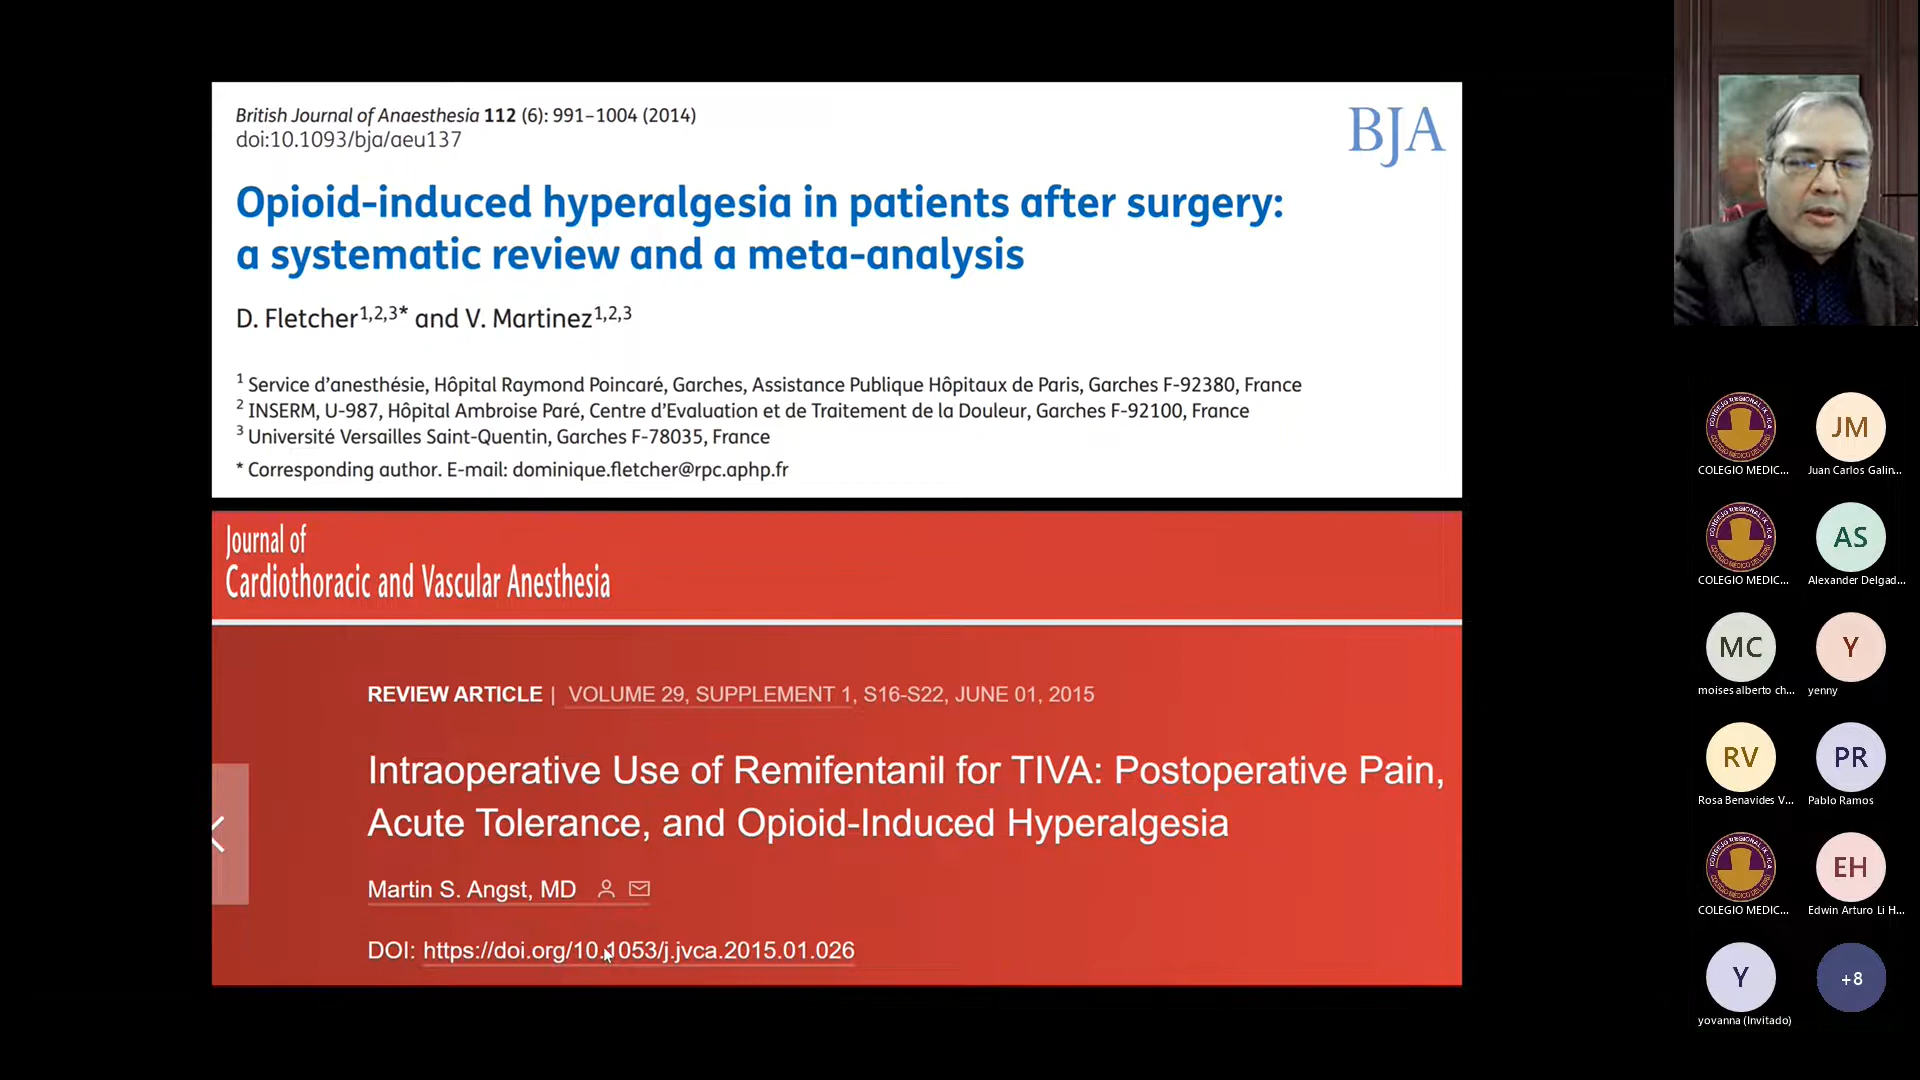 British Journal of Anaesthesia 112 (6): 991–1004 (2014)
doi:10.1093/bja/aeu137
BJA
Opioid-induced hyperalgesia in patients after surgery:
a systematic review and a meta-analysis
D. Fletcher1,2,3* and V. Martinez1,2,3
1 Service d'anesthésie, Hôpital Raymond Poincaré, Garches, Assistance Publique Hôpitaux de Paris, Garches F-92380, France
2 INSERM, U-987, Hôpital Ambroise Paré, Centre d'Evaluation et de Traitement de la Douleur, Garches F-92100, France
3 Université Versailles Saint-Quentin, Garches F-78035, France
* Corresponding author. E-mail: dominique.fletcher@rpc.aphp.fr
Journal of
Cardiothoracic and Vascular Anesthesia
REVIEW ARTICLE | VOLUME 29, SUPPLEMENT 1, S16-S22, JUNE 01, 2015
Intraoperative Use of Remifentanil for TIVA: Postoperative Pain,
Acute Tolerance, and Opioid-Induced Hyperalgesia
Martin S. Angst, MD
DOI: https://doi.org/10.1053/j.jvca.2015.01.026
JM
COLEGIO MEDIC...
Juan Carlos Galin...
AS
COLEGIO MEDIC...
Alexander Delgad...
MC
Y
moises alberto ch...
yenny
RV
PR
Rosa Benavides V...
Pablo Ramos
EH
COLEGIO MEDIC...
Edwin Arturo Li H...
Y
+8
yovanna (Invitado)